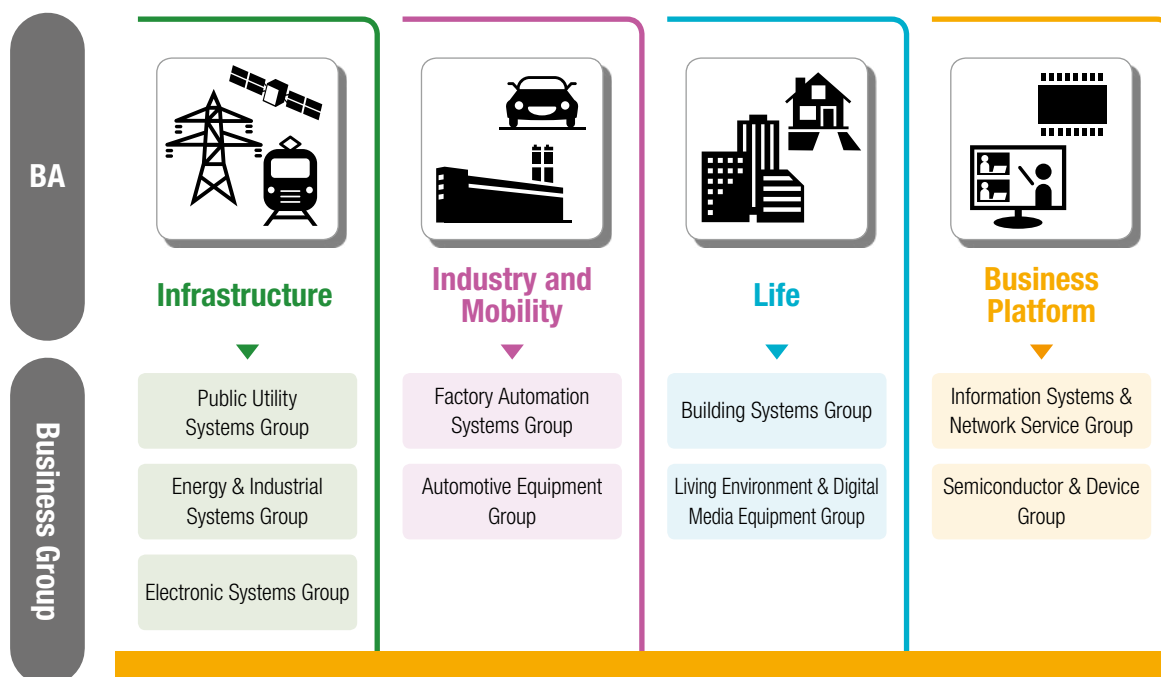 BA
Infrastructure
Industry and
Mobility
Life
Business
Platform
Business Group
Public Utility
Systems Group
Energy & Industrial
Systems Group
Electronic Systems Group
Factory Automation
Systems Group
Automotive Equipment
Group
Building Systems Group
Living Environment & Digital
Media Equipment Group
Information Systems &
Network Service Group
Semiconductor & Device
Group